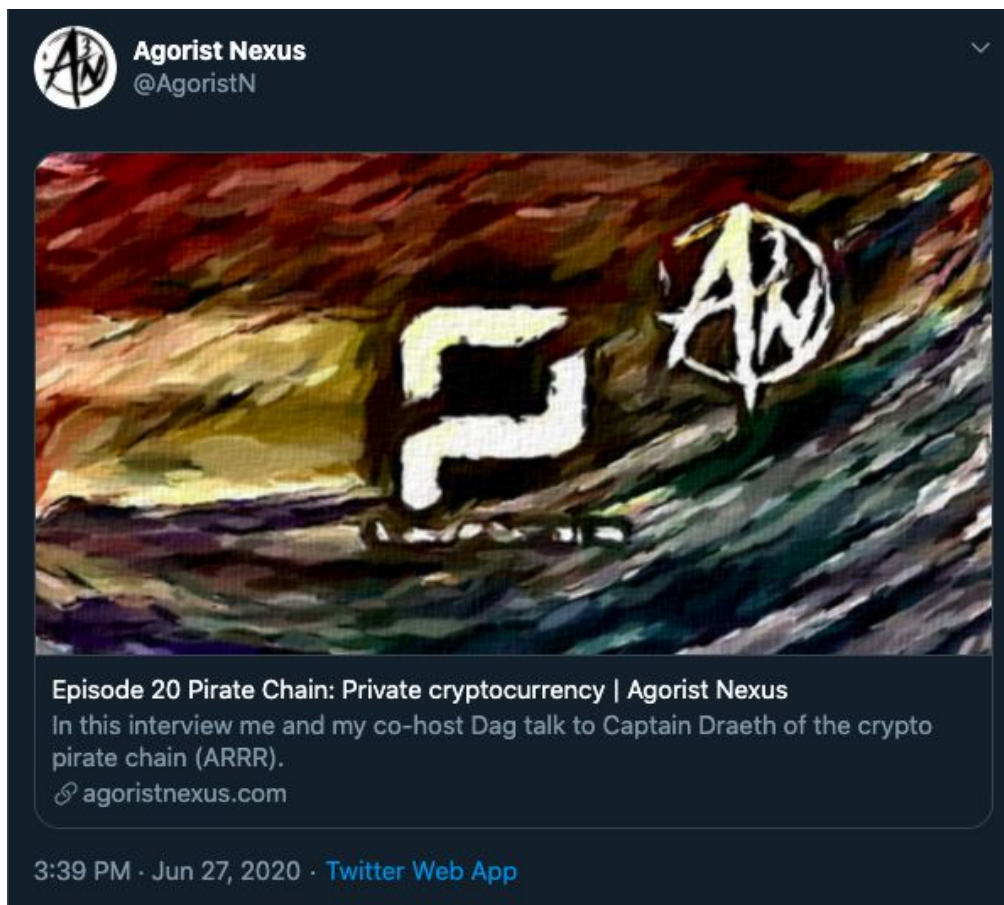 Agorist Nexus
@AgoristN
Episode 20 Pirate Chain: Private cryptocurrency | Agorist Nexus
In this interview me and my co-host Dag talk to Captain Draeth of the crypto
pirate chain (ARRR).
agoristnexus.com
3:39 PM · Jun 27, 2020 · Twitter Web App